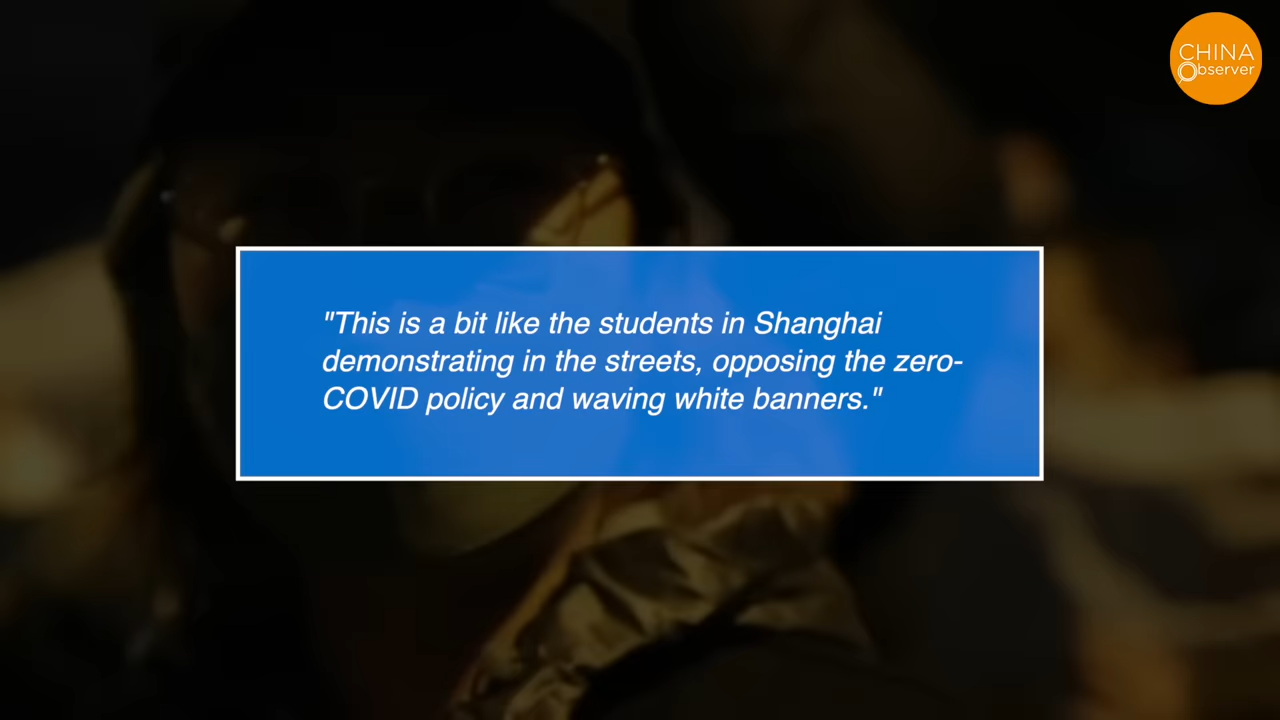 CHINA
Observer
"This is a bit like the students in Shanghai
demonstrating in the streets, opposing the zero-
COVID policy and waving white banners."